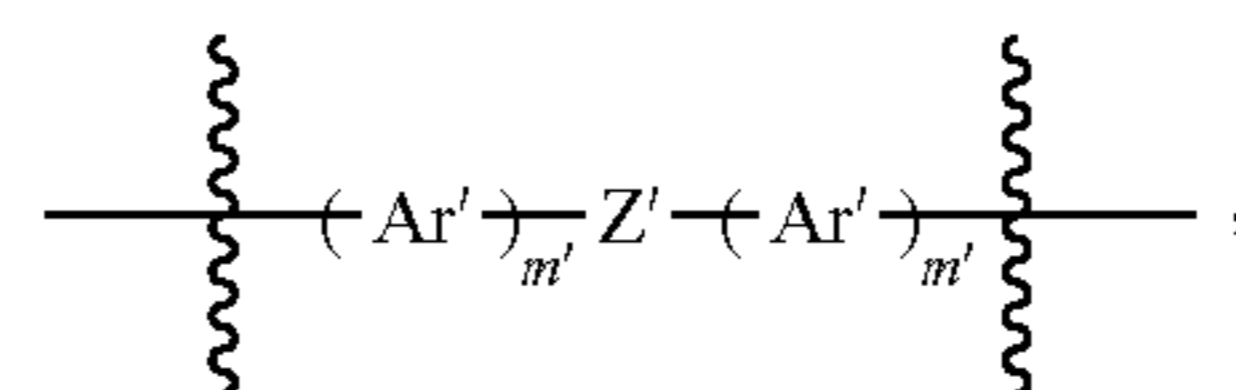 ( Ar′ )m′ Z′ ( Ar′ )m′ ,